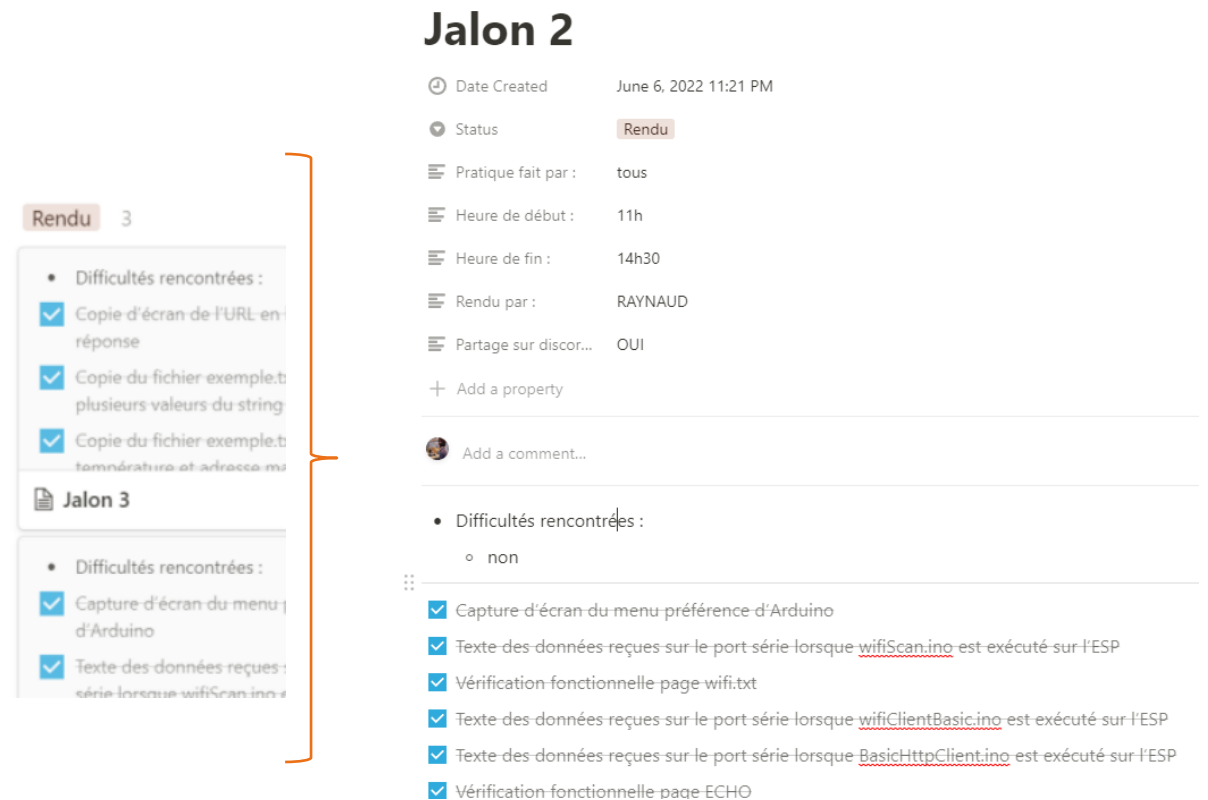 Rendu 3
Difficultés rencontrées :
Copie d'écran de l'URL en
réponse
Copie du fichier exemple.
plusieurs valeurs du string
Copie du fichier exemple.
température et adresse
Jalon 3
Difficultés rencontrées :
Capture d'écran du menu
d'Arduino
Texte des données reçues
série lorsque wifiScan.ino
Jalon 2
Date Created June 6, 2022 11:21 PM
Status Rendu
Pratique fait par : tous
Heure de début : 11h
Heure de fin : 14h30
Rendu par : RAYNAUD
Partage sur discor... OUI
Add a property
Add a comment...
Difficultés rencontrées :
non
Capture d'écran du menu préférence d'Arduino
Texte des données reçues sur le port série lorsque wifiScan.ino est exécuté sur l'ESP
Vérification fonctionnelle page wifi.txt
Texte des données reçues sur le port série lorsque wifiClientBasic.ino est exécuté sur l'ESP
Texte des données reçues sur le port série lorsque BasicHttpClient.ino est exécuté sur l'ESP
Vérification fonctionnelle page ECHO